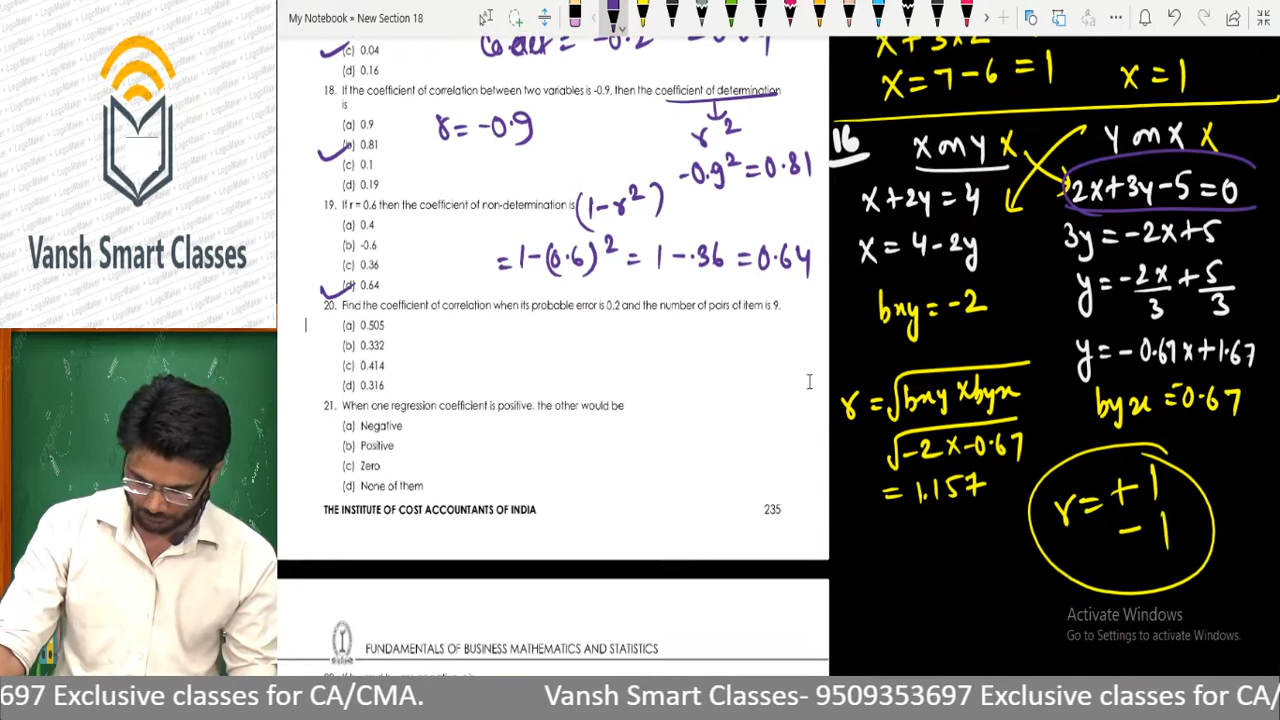 My Notebook » New Section 18
(c) 0.04
(d) 0.16
18. If the coefficient of correlation between two variables is -0.9, then the coefficient of determination
is
(a) 0.9
(b) 0.81
(c) 0.1
(d) 0.19
r = -0.9
r²
-0.9² = 0.81
19. If r = 0.6 then the coefficient of non-determination is
(1-r²)
(a) 0.4
(b) -0.6
(c) 0.36
(d) 0.64
= 1-(0.6)² = 1-.36 = 0.64
20. Find the coefficient of correlation when its probable error is 0.2 and the number of pairs of item is 9.
(a) 0.505
(b) 0.332
(c) 0.414
(d) 0.316
21. When one regression coefficient is positive, the other would be
(a) Negative
(b) Positive
(c) Zero
(d) None of them
THE INSTITUTE OF COST ACCOUNTANTS OF INDIA
235
FUNDAMENTALS OF BUSINESS MATHEMATICS AND STATISTICS
x = 7-6 = 1
x = 1
16
x on y x
x+2y = 4
x = 4-2y
bxy = -2
y on x x
2x+3y-5 = 0
3y = -2x+5
y = -2x/3 + 5/3
y = -0.67x+1.67
byx = 0.67
r = √bxy x byx
√-2 x -0.67
= 1.157
r = +1
-1
Vansh Smart Classes
Activate Windows
Go to Settings to activate Windows.
697 Exclusive classes for CA/CMA.
Vansh Smart Classes- 9509353697 Exclusive classes for CA/